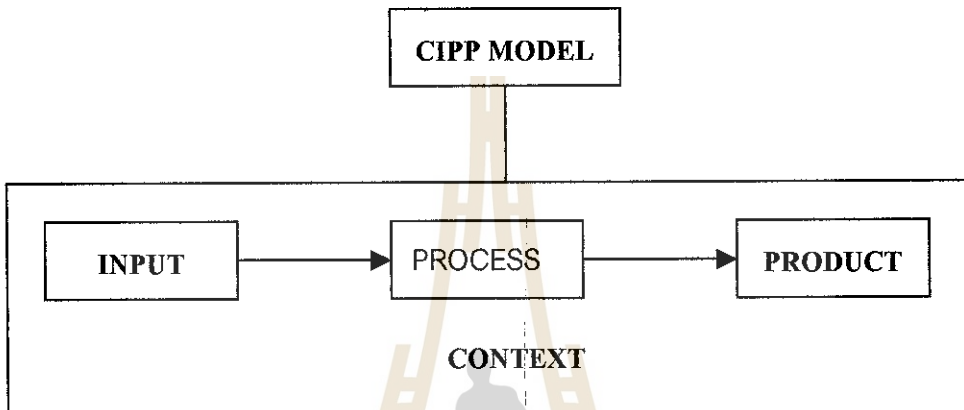 CIPP MODEL
INPUT
PROCESS
PRODUCT
CONTEXT